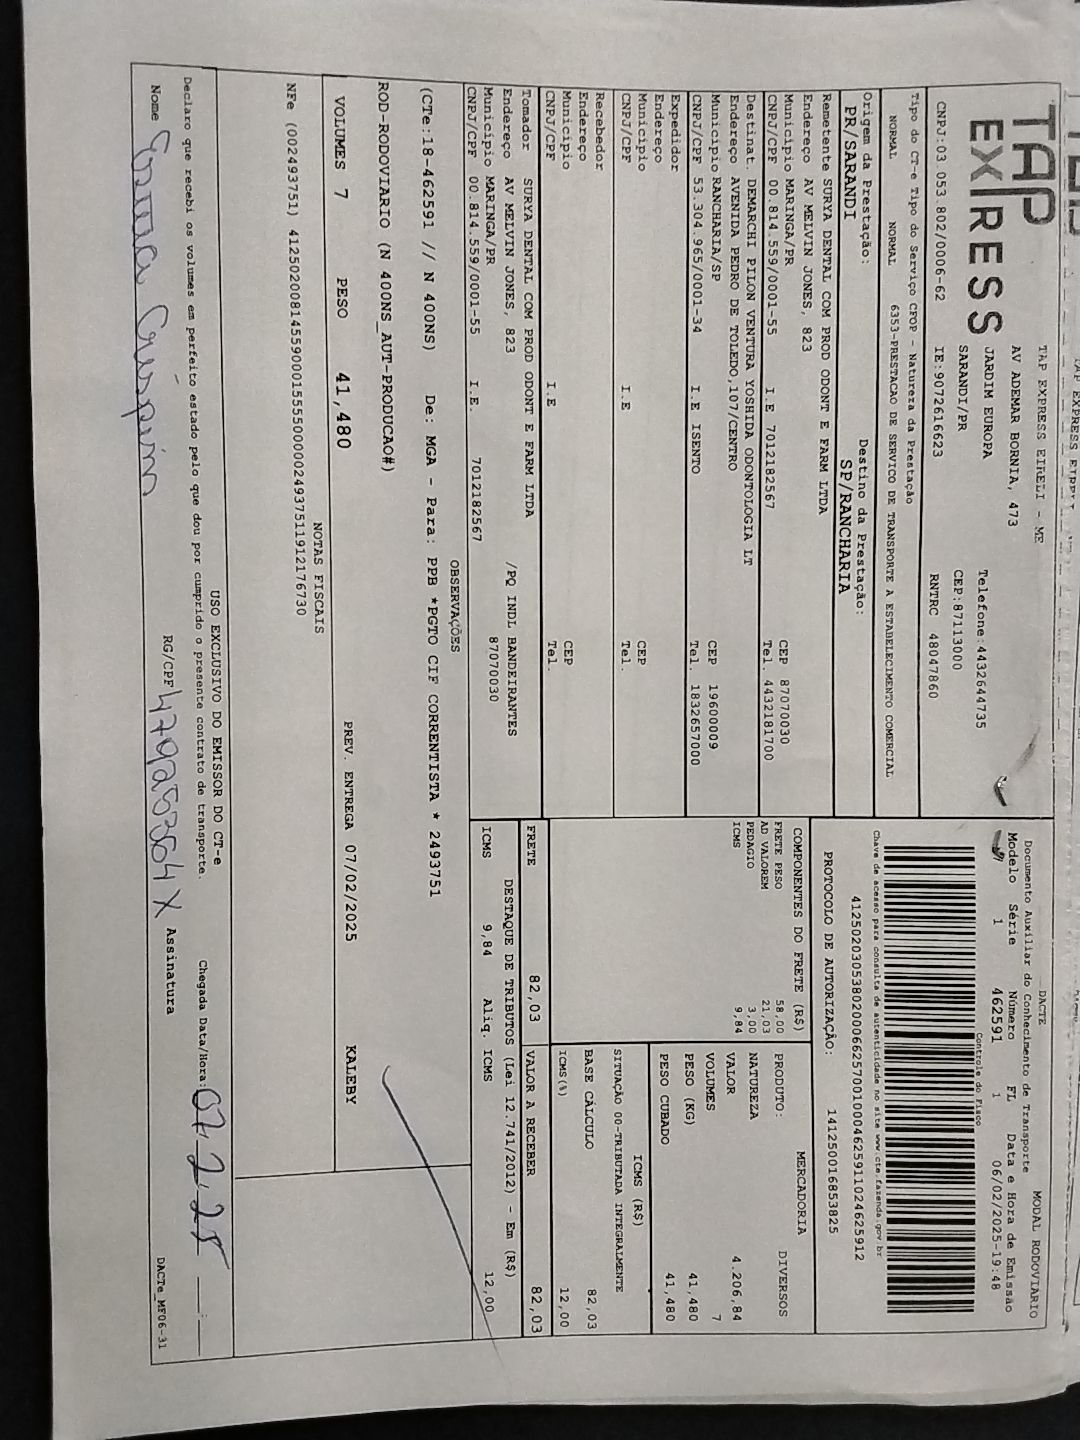 TAP
EXPRESS
TAP EXPRESS EIRELI - ME
AV ADEMAR BORNIA, 473
JARDIM EUROPA
Telefone:4432644735
SARANDI/PR
CEP:87113000
CNPJ:03 053 802/0006-62 IE:9072616623 RNTRC 48047860
Tipo do CT-e Tipo do Serviço CFOP - Natureza da Prestação
NORMAL NORMAL 6353-PRESTACAO DE SERVICO DE TRANSPORTE A ESTABELECIMENTO COMERCIAL
Origem da Prestação: Destino da Prestação:
PR/SARANDI SP/RANCHARIA
DACTE MODAL RODOVIARIO
Documento Auxiliar do Conhecimento de Transporte
Modelo Série Número FL Data e Hora de Emissão
1 462591 1 06/02/2025-19:48
Controle do Fisco
Chave de acesso para consulta de autenticidade no site www.cte.fazenda.gov.br
41250203053802000662570010004625911024625912
PROTOCOLO DE AUTORIZAÇÃO: 141250016853825
Remetente SURYA DENTAL COM PROD ODONT E FARM LTDA
Endereço AV MELVIN JONES, 823
Municipio MARINGA/PR CEP 87070030
CNPJ/CPF 00.814.559/0001-55 I.E 7012182567 Tel. 4432181700
Destinat. DEMARCHI PILON VENTURA YOSHIDA ODONTOLOGIA LT
Endereço AVENIDA PEDRO DE TOLEDO,107/CENTRO
Municipio RANCHARIA/SP CEP 19600009
CNPJ/CPF 53.304.965/0001-34 I.E ISENTO Tel. 1832657000
Expedidor
Endereço
Municipio CEP
CNPJ/CPF I.E Tel.
Recebedor
Endereço
Municipio CEP
CNPJ/CPF I.E Tel.
Tomador SURYA DENTAL COM PROD ODONT E FARM LTDA
Endereço AV MELVIN JONES, 823 /PQ INDL BANDEIRANTES
Municipio MARINGA/PR 87070030
CNPJ/CPF 00.814.559/0001-55 I.E. 7012182567
COMPONENTES DO FRETE (R$)
FRETE PESO 58,00
AD VALOREM 21,03
PEDAGIO 3,00
ICMS 9,84
MERCADORIA
PRODUTO: DIVERSOS
NATUREZA
VALOR 4.206,84
VOLUMES 7
PESO (KG) 41,480
PESO CUBADO 41,480
ICMS (R$)
SITUAÇÃO 00-TRIBUTADA INTEGRALMENTE
BASE CÁLCULO 82,03
ICMS(%) 12,00
FRETE 82,03 VALOR A RECEBER 82,03
DESTAQUE DE TRIBUTOS (Lei 12.741/2012) - Em (R$)
ICMS 9,84 Aliq. ICMS 12,00
OBSERVAÇÕES
(CTe:18-462591 // N 400NS) De: MGA - Para: PPB *PGTO CIF CORRENTISTA * 2493751
ROD-RODOVIARIO (N 400NS_AUT-PRODUCAO#)
VOLUMES 7 PESO 41,480 PREV. ENTREGA 07/02/2025 KALEBY
NOTAS FISCAIS
NFe (002493751) 41250200814559000155550000024937511912176730
USO EXCLUSIVO DO EMISSOR DO CT-e
Declaro que recebi os volumes em perfeito estado pelo que dou por cumprido o presente contrato de transporte. Chegada Data/Hora: 07.2.25 __:__
Nome RG/CPF Assinatura DACTe_MF06-31